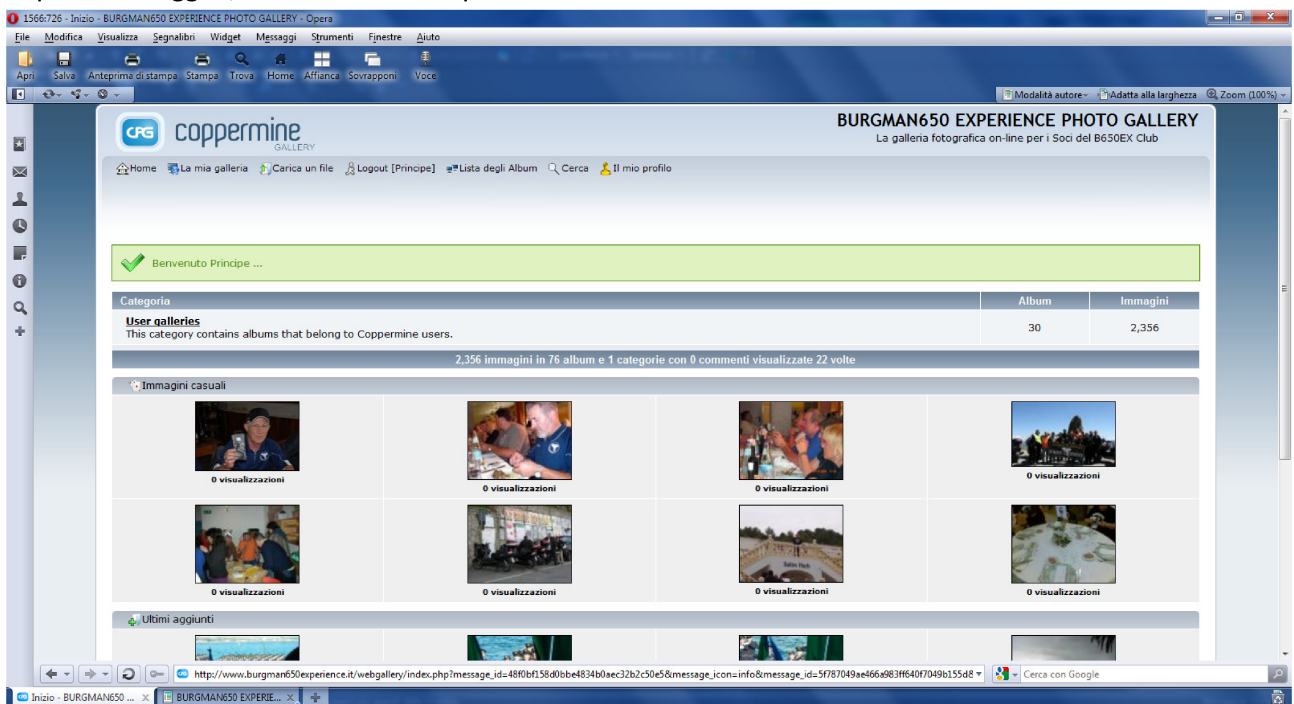 1566:726 - Inizio - BURGMAN650 EXPERIENCE PHOTO GALLERY - Opera
File Modifica Visualizza Segnalibri Widget Messaggi Strumenti Finestre Aiuto
Apri Salva Anteprima di stampa Stampa Trova Home Affianca Sovrapponi Voce
Modalità autore Adatta alla larghezza Zoom (100%)
CPG coppermine
GALLERY
BURGMAN650 EXPERIENCE PHOTO GALLERY
La galleria fotografica on-line per i Soci del B650EX Club
Home La mia galleria Carica un file Logout [Principe] Lista degli Album Cerca Il mio profilo
Benvenuto Principe ...
Categoria Album Immagini
User galleries
This category contains albums that belong to Coppermine users.
30 2,356
2,356 immagini in 76 album e 1 categorie con 0 commenti visualizzate 22 volte
Immagini casuali
0 visualizzazioni 0 visualizzazioni 0 visualizzazioni 0 visualizzazioni
0 visualizzazioni 0 visualizzazioni 0 visualizzazioni 0 visualizzazioni
Ultimi aggiunti
http://www.burgman650experience.it/webgallery/index.php?message_id=48f0bf158d0bbe4834b0aec32b2c50e5&message_icon=info&message_id=5f787049ae466a983ff640f7049b155d8
Cerca con Google
Inizio - BURGMAN650 ... BURGMAN650 EXPERIE...